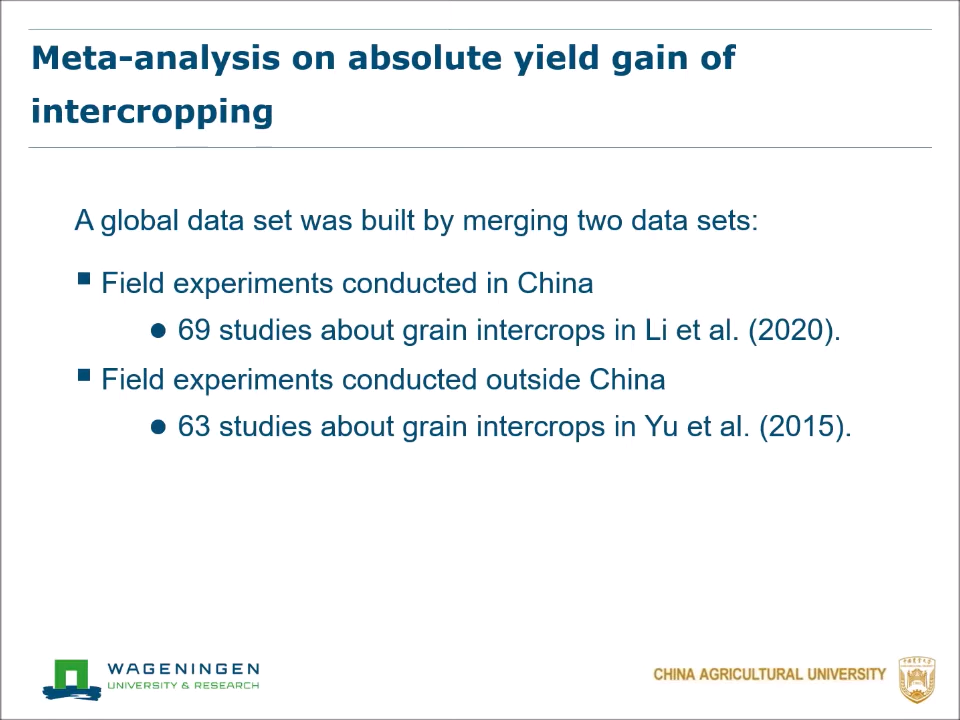 Meta-analysis on absolute yield gain of
intercropping
A global data set was built by merging two data sets:
▪ Field experiments conducted in China
● 69 studies about grain intercrops in Li et al. (2020).
▪ Field experiments conducted outside China
● 63 studies about grain intercrops in Yu et al. (2015).
WAGENINGEN
UNIVERSITY & RESEARCH
CHINA AGRICULTURAL UNIVERSITY